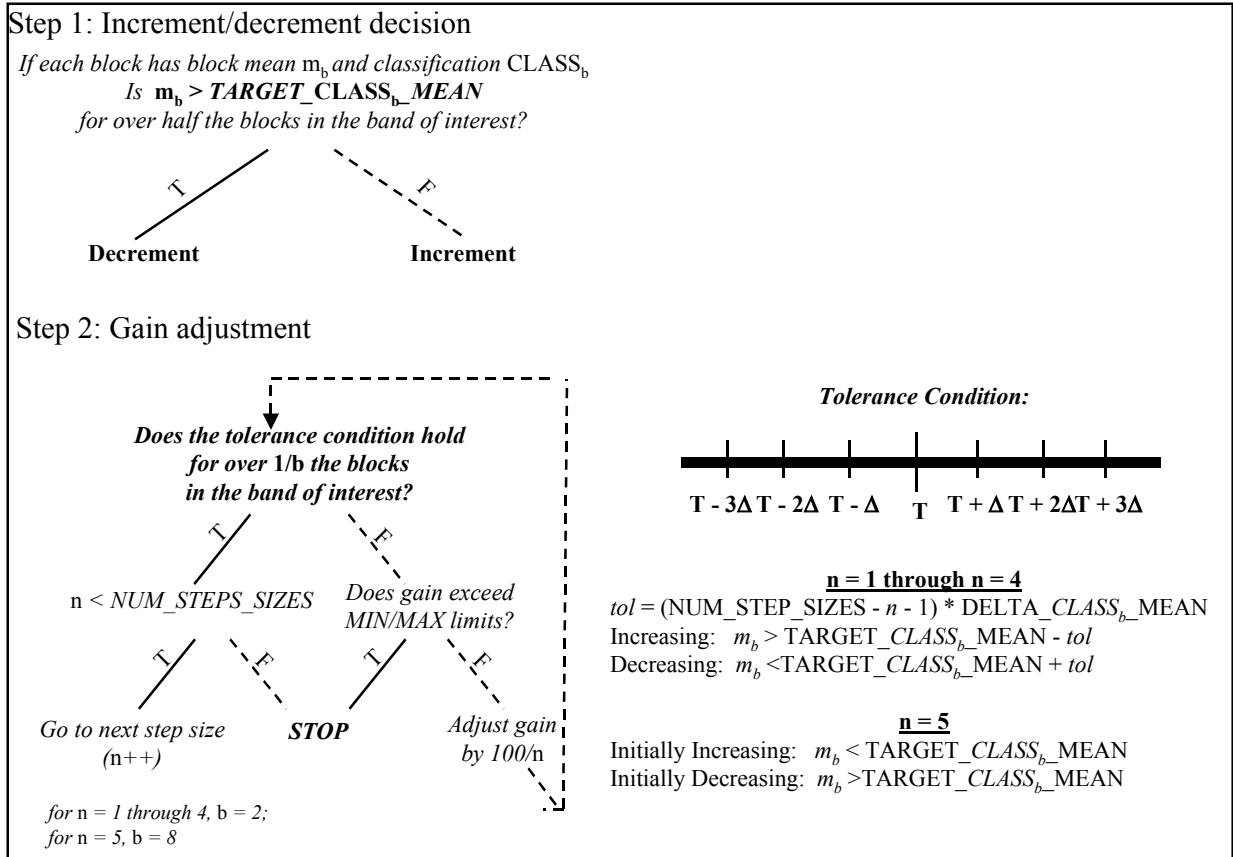 Step 1: Increment/decrement decision
If each block has block mean m_b and classification CLASS_b
Is m_b > TARGET_CLASS_b_MEAN
for over half the blocks in the band of interest?
T
F
Decrement
Increment
Step 2: Gain adjustment
Does the tolerance condition hold
for over 1/b the blocks
in the band of interest?
T
F
n < NUM_STEPS_SIZES
Does gain exceed
MIN/MAX limits?
T
F
T
F
Go to next step size
(n++)
STOP
Adjust gain
by 100/n
for n = 1 through 4, b = 2;
for n = 5, b = 8
Tolerance Condition:
T - 3Δ T - 2Δ T - Δ T T + Δ T + 2Δ T + 3Δ
n = 1 through n = 4
tol = (NUM_STEP_SIZES - n - 1) * DELTA_CLASS_b_MEAN
Increasing: m_b > TARGET_CLASS_b_MEAN - tol
Decreasing: m_b <TARGET_CLASS_b_MEAN + tol
n = 5
Initially Increasing: m_b < TARGET_CLASS_b_MEAN
Initially Decreasing: m_b >TARGET_CLASS_b_MEAN